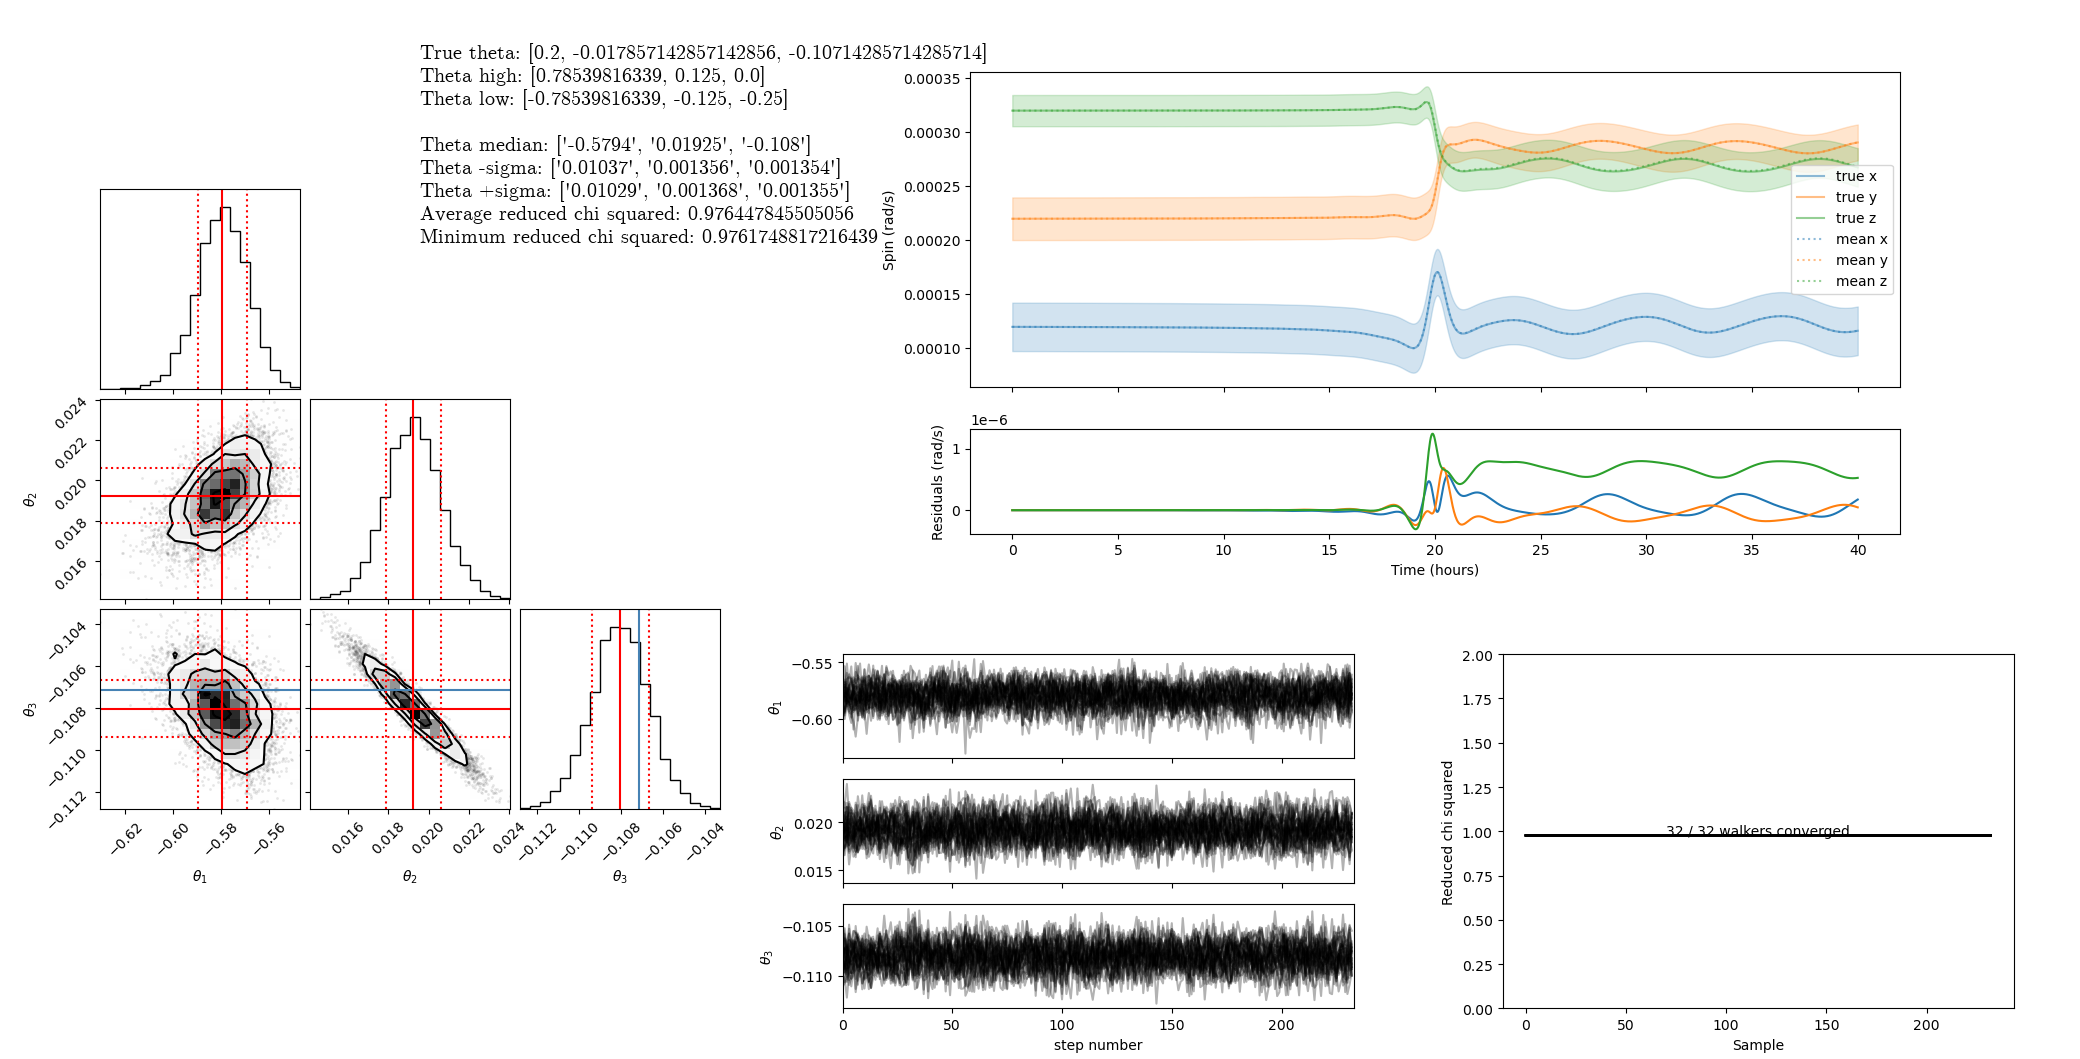 True theta: [0.2, -0.017857142857142856, -0.10714285714285714]
Theta high: [0.78539816339, 0.125, 0.0]
Theta low: [-0.78539816339, -0.125, -0.25]
Theta median: ['-0.5794', '0.01925', '-0.108']
Theta -sigma: ['0.01037', '0.001356', '0.001354']
Theta +sigma: ['0.01029', '0.001368', '0.001355']
Average reduced chi squared: 0.976447845505056
Minimum reduced chi squared: 0.9761748817216439
0.024
0.022
0.020
0.018
0.016
θ2
−0.104
−0.106
−0.108
−0.110
−0.112
θ3
−0.62
−0.60
−0.58
−0.56
θ1
0.016
0.018
0.020
0.022
0.024
θ2
−0.112
−0.110
−0.108
−0.106
−0.104
θ3
0.00035
0.00030
0.00025
0.00020
0.00015
0.00010
Spin (rad/s)
true x
true y
true z
mean x
mean y
mean z
1e−6
1
0
Residuals (rad/s)
0 5 10 15 20 25 30 35 40
Time (hours)
−0.55
−0.60
θ1
0.020
0.015
θ2
−0.105
−0.110
θ3
0 50 100 150 200
step number
2.00
1.75
1.50
1.25
1.00
0.75
0.50
0.25
0.00
Reduced chi squared
32 / 32 walkers converged
0 50 100 150 200
Sample